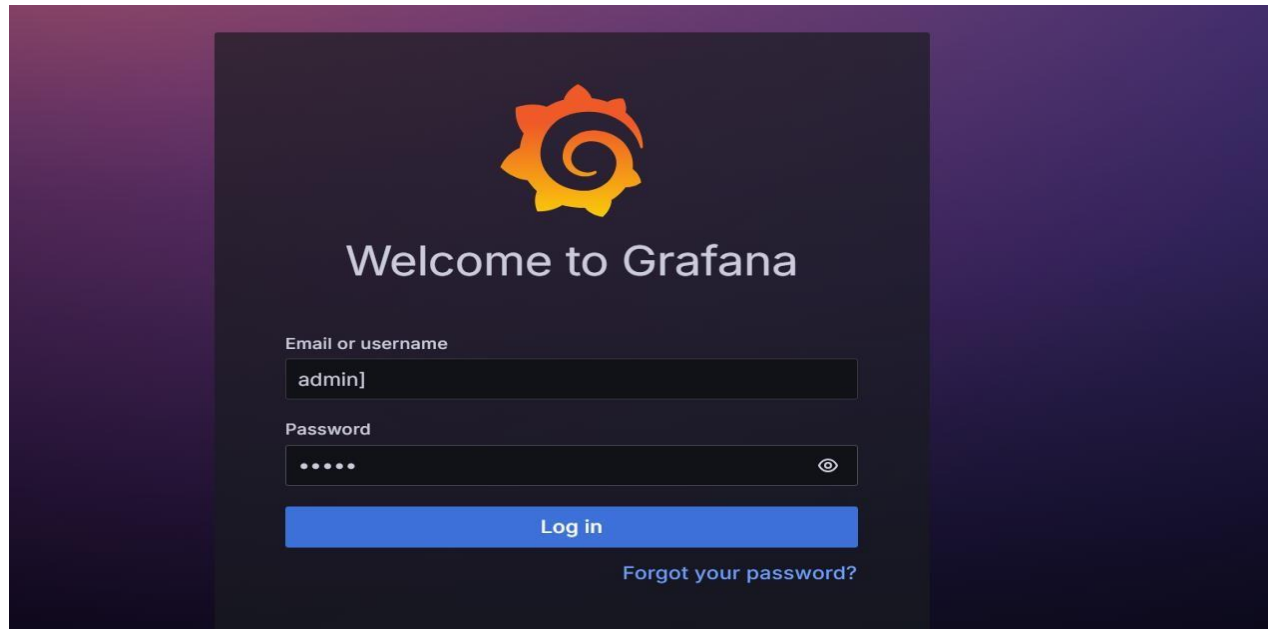 Welcome to Grafana
Email or username
admin]
Password
•••••
Log in
Forgot your password?